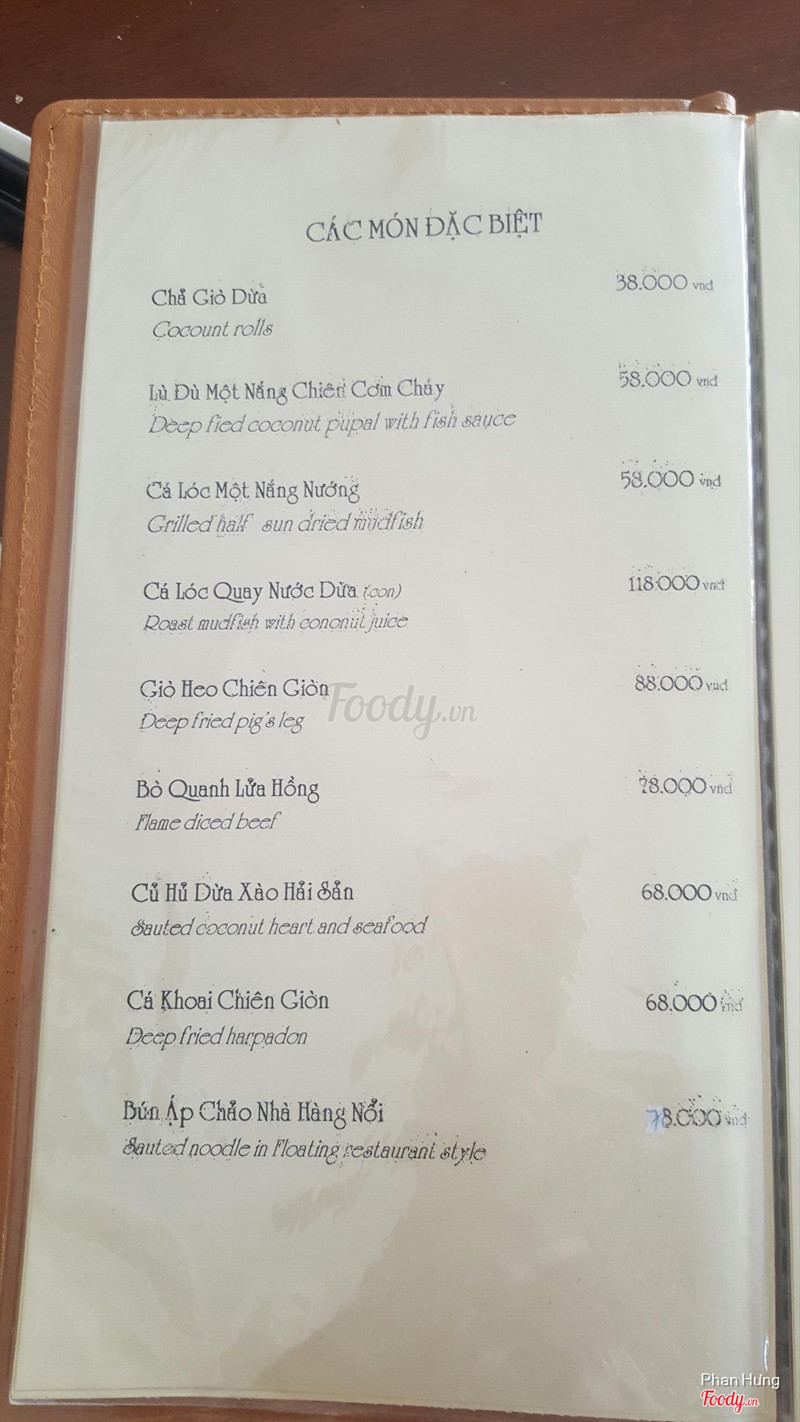 CÁC MÓN ĐẶC BIỆT
Chả Giò Dừa 38.000 vnd
Cocount rolls
Lù Đù Một Nắng Chiên Cơm Cháy 58.000 vnd
Deep fied coconut pupal with fish sauce
Cá Lóc Một Nắng Nướng 58.000 vnd
Grilled half sun dried mudfish
Cá Lóc Quay Nước Dừa (con) 118.000 vnd
Roast mudfish with cononut juice
Giò Heo Chiên Giòn 88.000 vnd
Deep fried pig's leg
Foody.vn
Bò Quanh Lửa Hồng 78.000 vnd
Flame diced beef
Củ Hủ Dừa Xào Hải Sản 68.000 vnd
Sauted coconut heart and seafood
Cá Khoai Chiên Giòn 68.000 vnd
Deep fried harpadon
Bún Áp Chảo Nhà Hàng Nổi 78.000 vnd
Sauted noodle in Floating restaurant style
Phan Hưng
Foody.vn